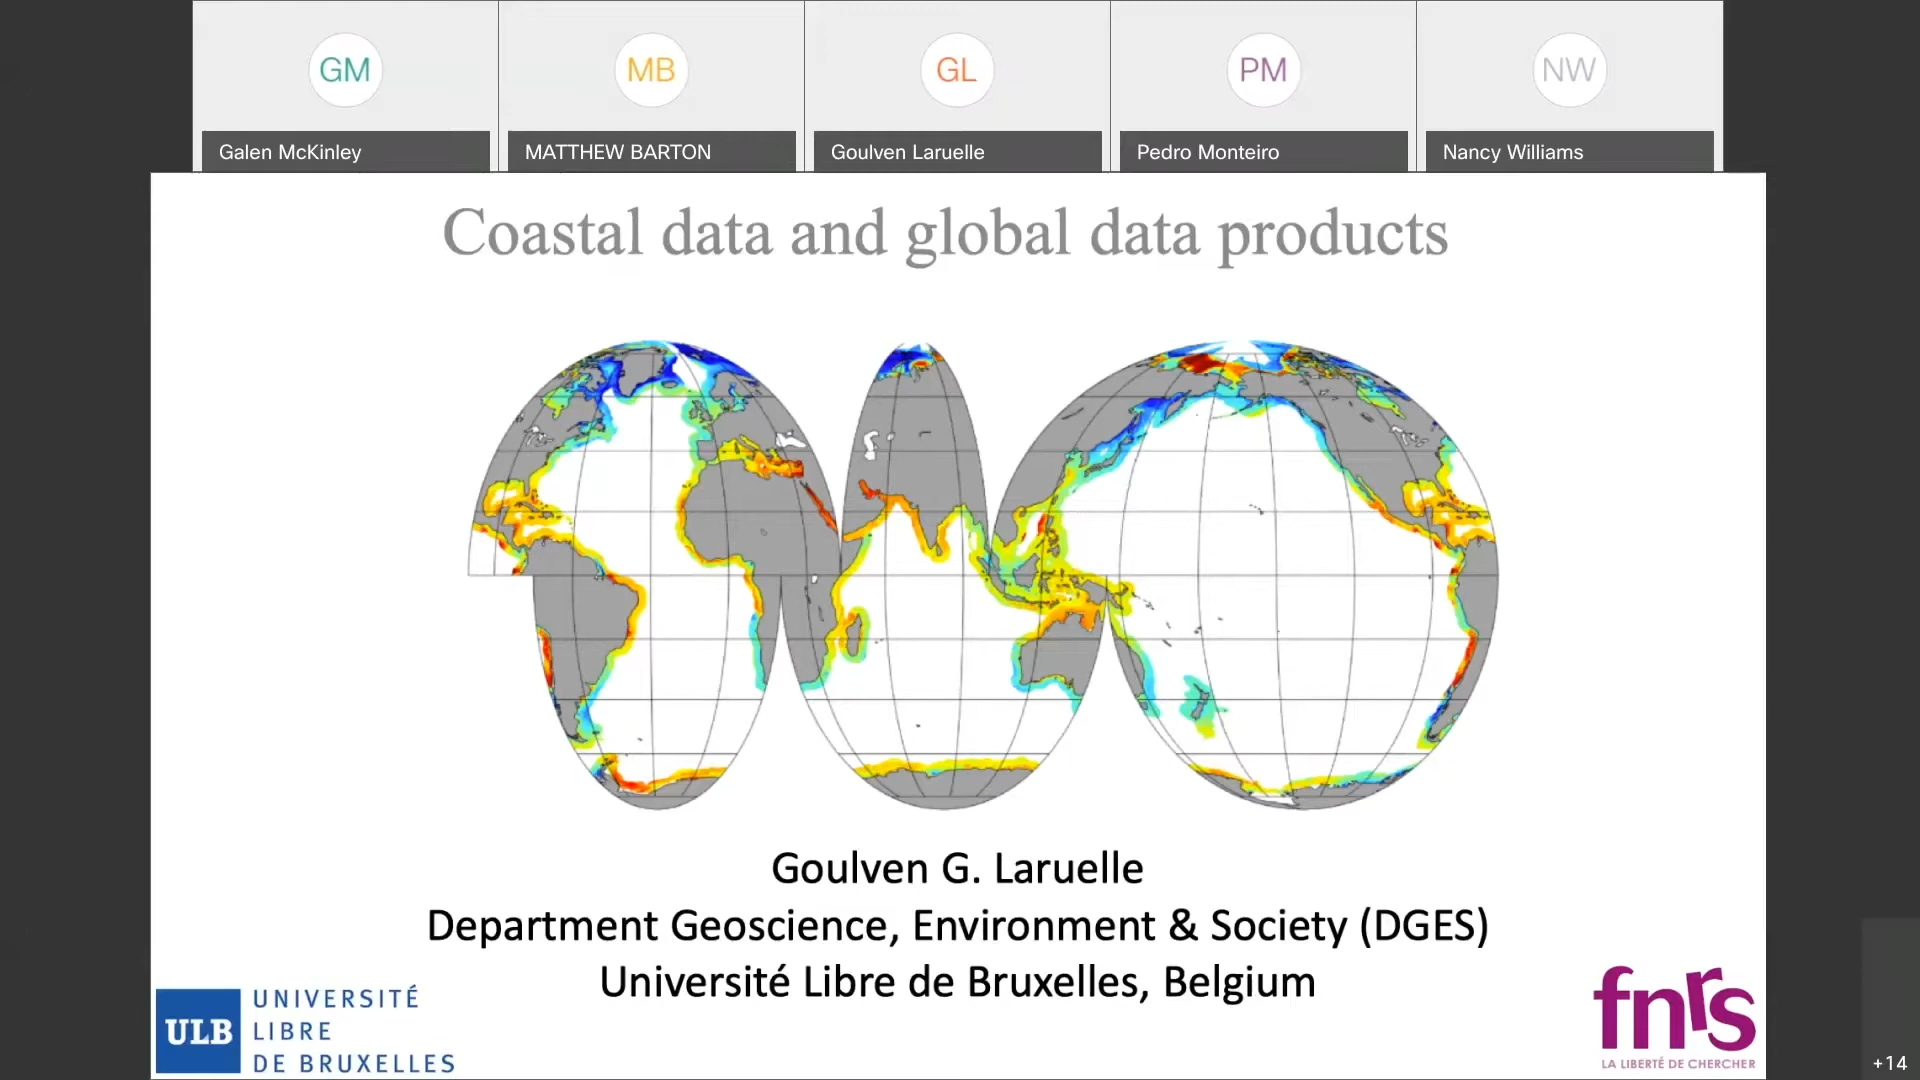 GM
MB
GL
PM
NW
Galen McKinley
MATTHEW BARTON
Goulven Laruelle
Pedro Monteiro
Nancy Williams
Coastal data and global data products
Goulven G. Laruelle
Department Geoscience, Environment & Society (DGES)
Université Libre de Bruxelles, Belgium
ULB
UNIVERSITÉ
LIBRE
DE BRUXELLES
fnrs
LA LIBERTÉ DE CHERCHER
+14